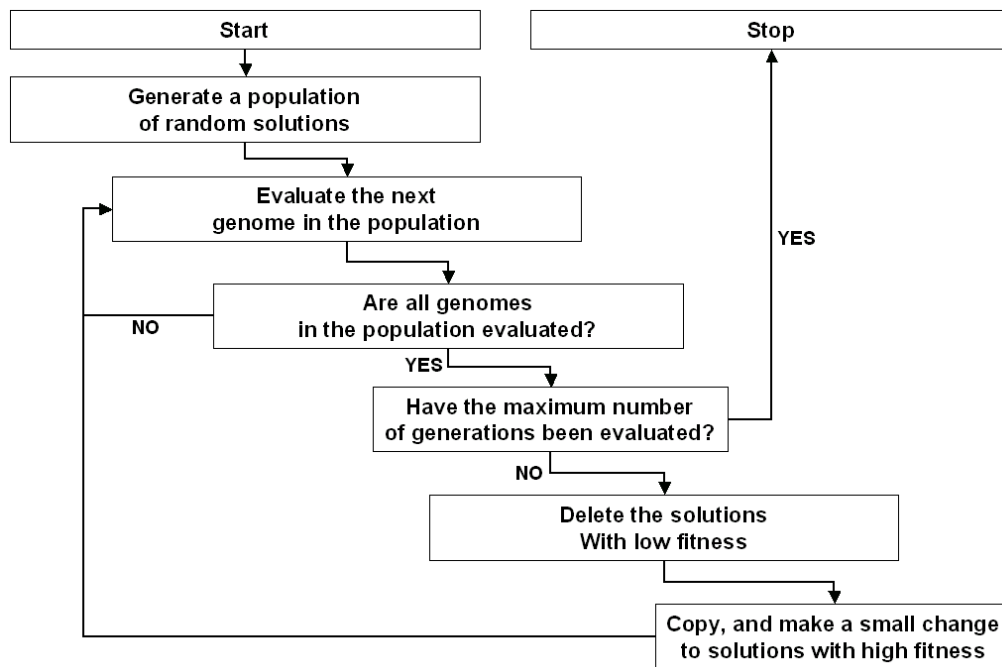 Start
Stop
Generate a population
of random solutions
Evaluate the next
genome in the population
YES
Are all genomes
in the population evaluated?
NO
YES
Have the maximum number
of generations been evaluated?
NO
Delete the solutions
With low fitness
Copy, and make a small change
to solutions with high fitness